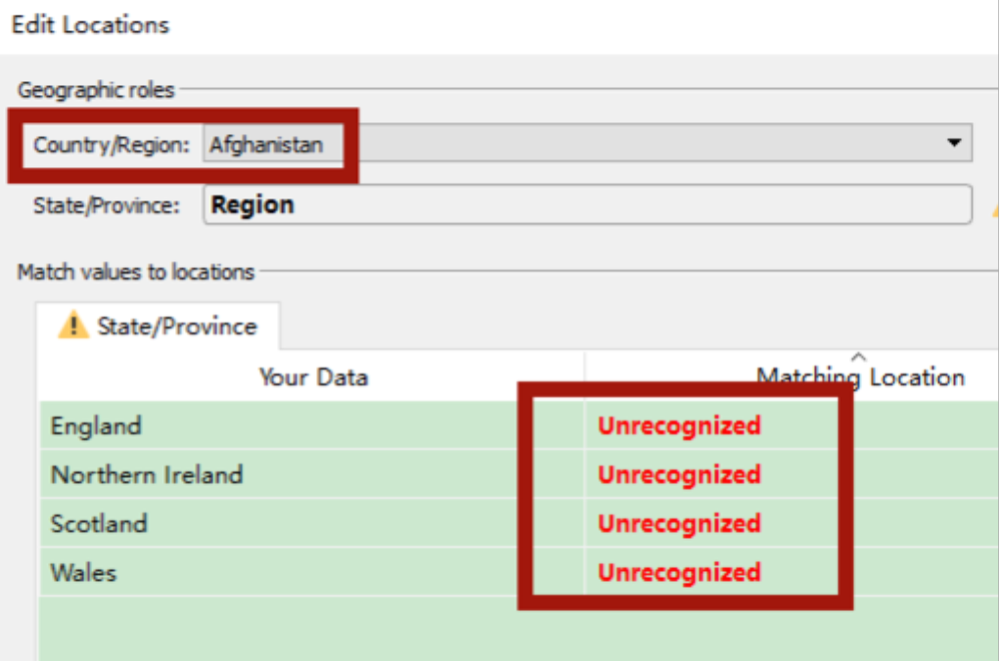 Edit Locations
Geographic roles
Country/Region: Afghanistan
State/Province: Region
Match values to locations
State/Province
Your Data Matching Location
England Unrecognized
Northern Ireland Unrecognized
Scotland Unrecognized
Wales Unrecognized